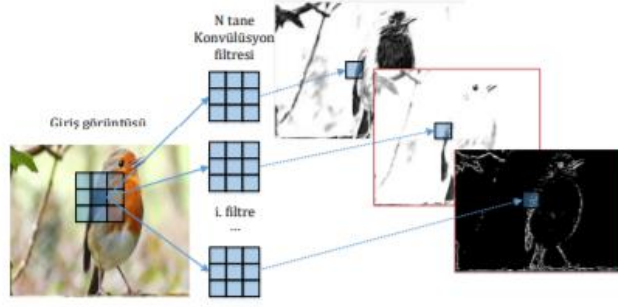 N tane
Konvülüsyon
filtresi
Giriş görüntüsü
i. filtre
...